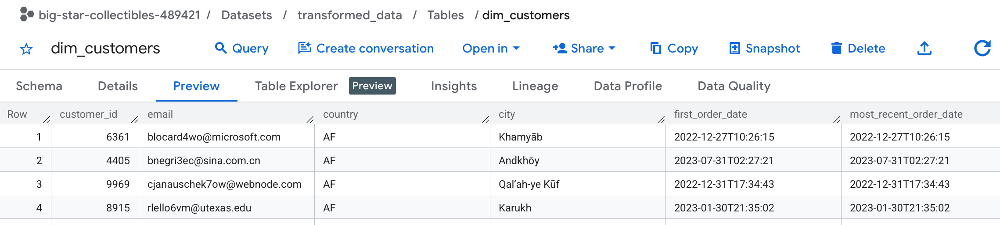 big-star-collectibles-489421 / Datasets / transformed_data / Tables / dim_customers
dim_customers Query Create conversation Open in Share Copy Snapshot Delete
Schema Details Preview Table Explorer Preview Insights Lineage Data Profile Data Quality
Row customer_id email country city first_order_date most_recent_order_date
1 6361 blocard4wo@microsoft.com AF Khamyāb 2022-12-27T10:26:15 2022-12-27T10:26:15
2 4405 bnegri3ec@sina.com.cn AF Andkhōy 2023-07-31T02:27:21 2023-07-31T02:27:21
3 9969 cjanauschek7ow@webnode.com AF Qal‘ah-ye Kūf 2022-12-31T17:34:43 2022-12-31T17:34:43
4 8915 rlello6vm@utexas.edu AF Karukh 2023-01-30T21:35:02 2023-01-30T21:35:02